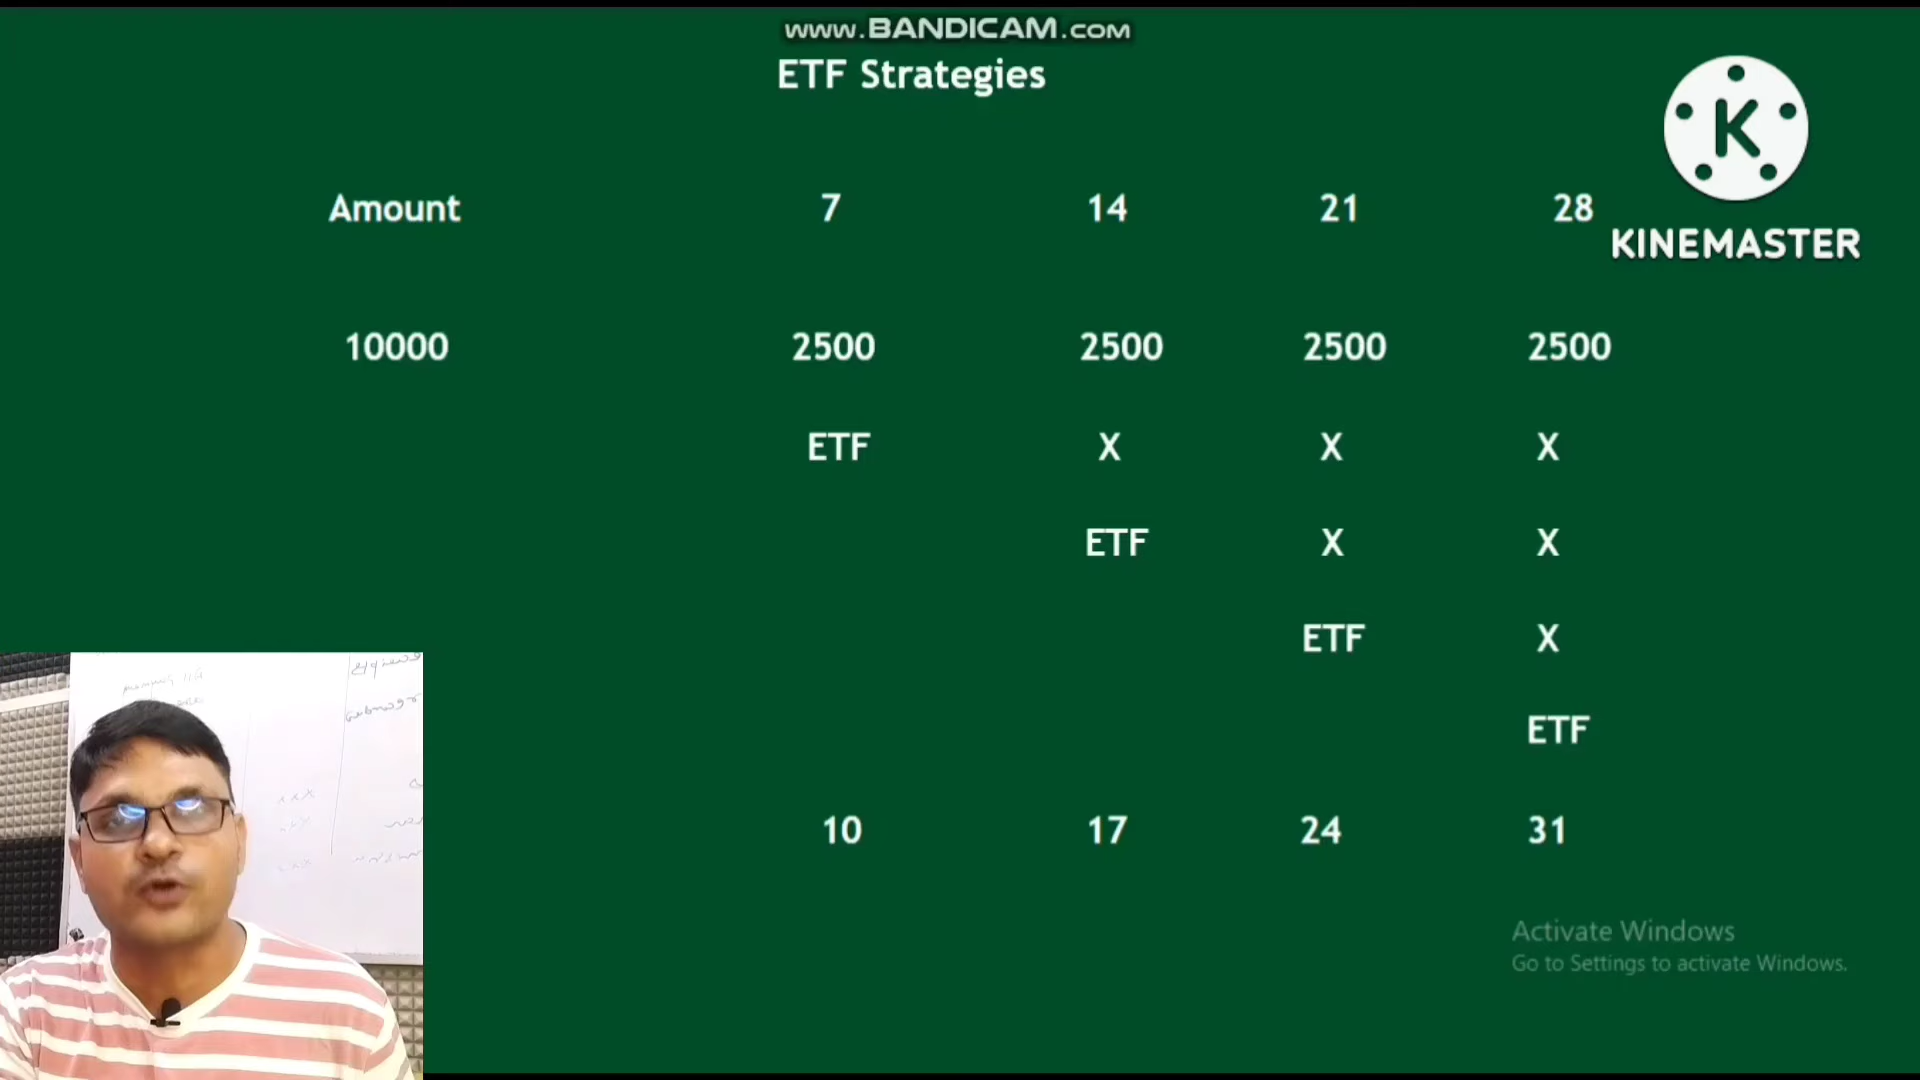 www.BANDICAM.com
ETF Strategies
K
KINEMASTER
Amount 7 14 21 28
10000 2500 2500 2500 2500
ETF X X X
ETF X X
ETF X
ETF
10 17 24 31
Activate Windows
Go to Settings to activate Windows.